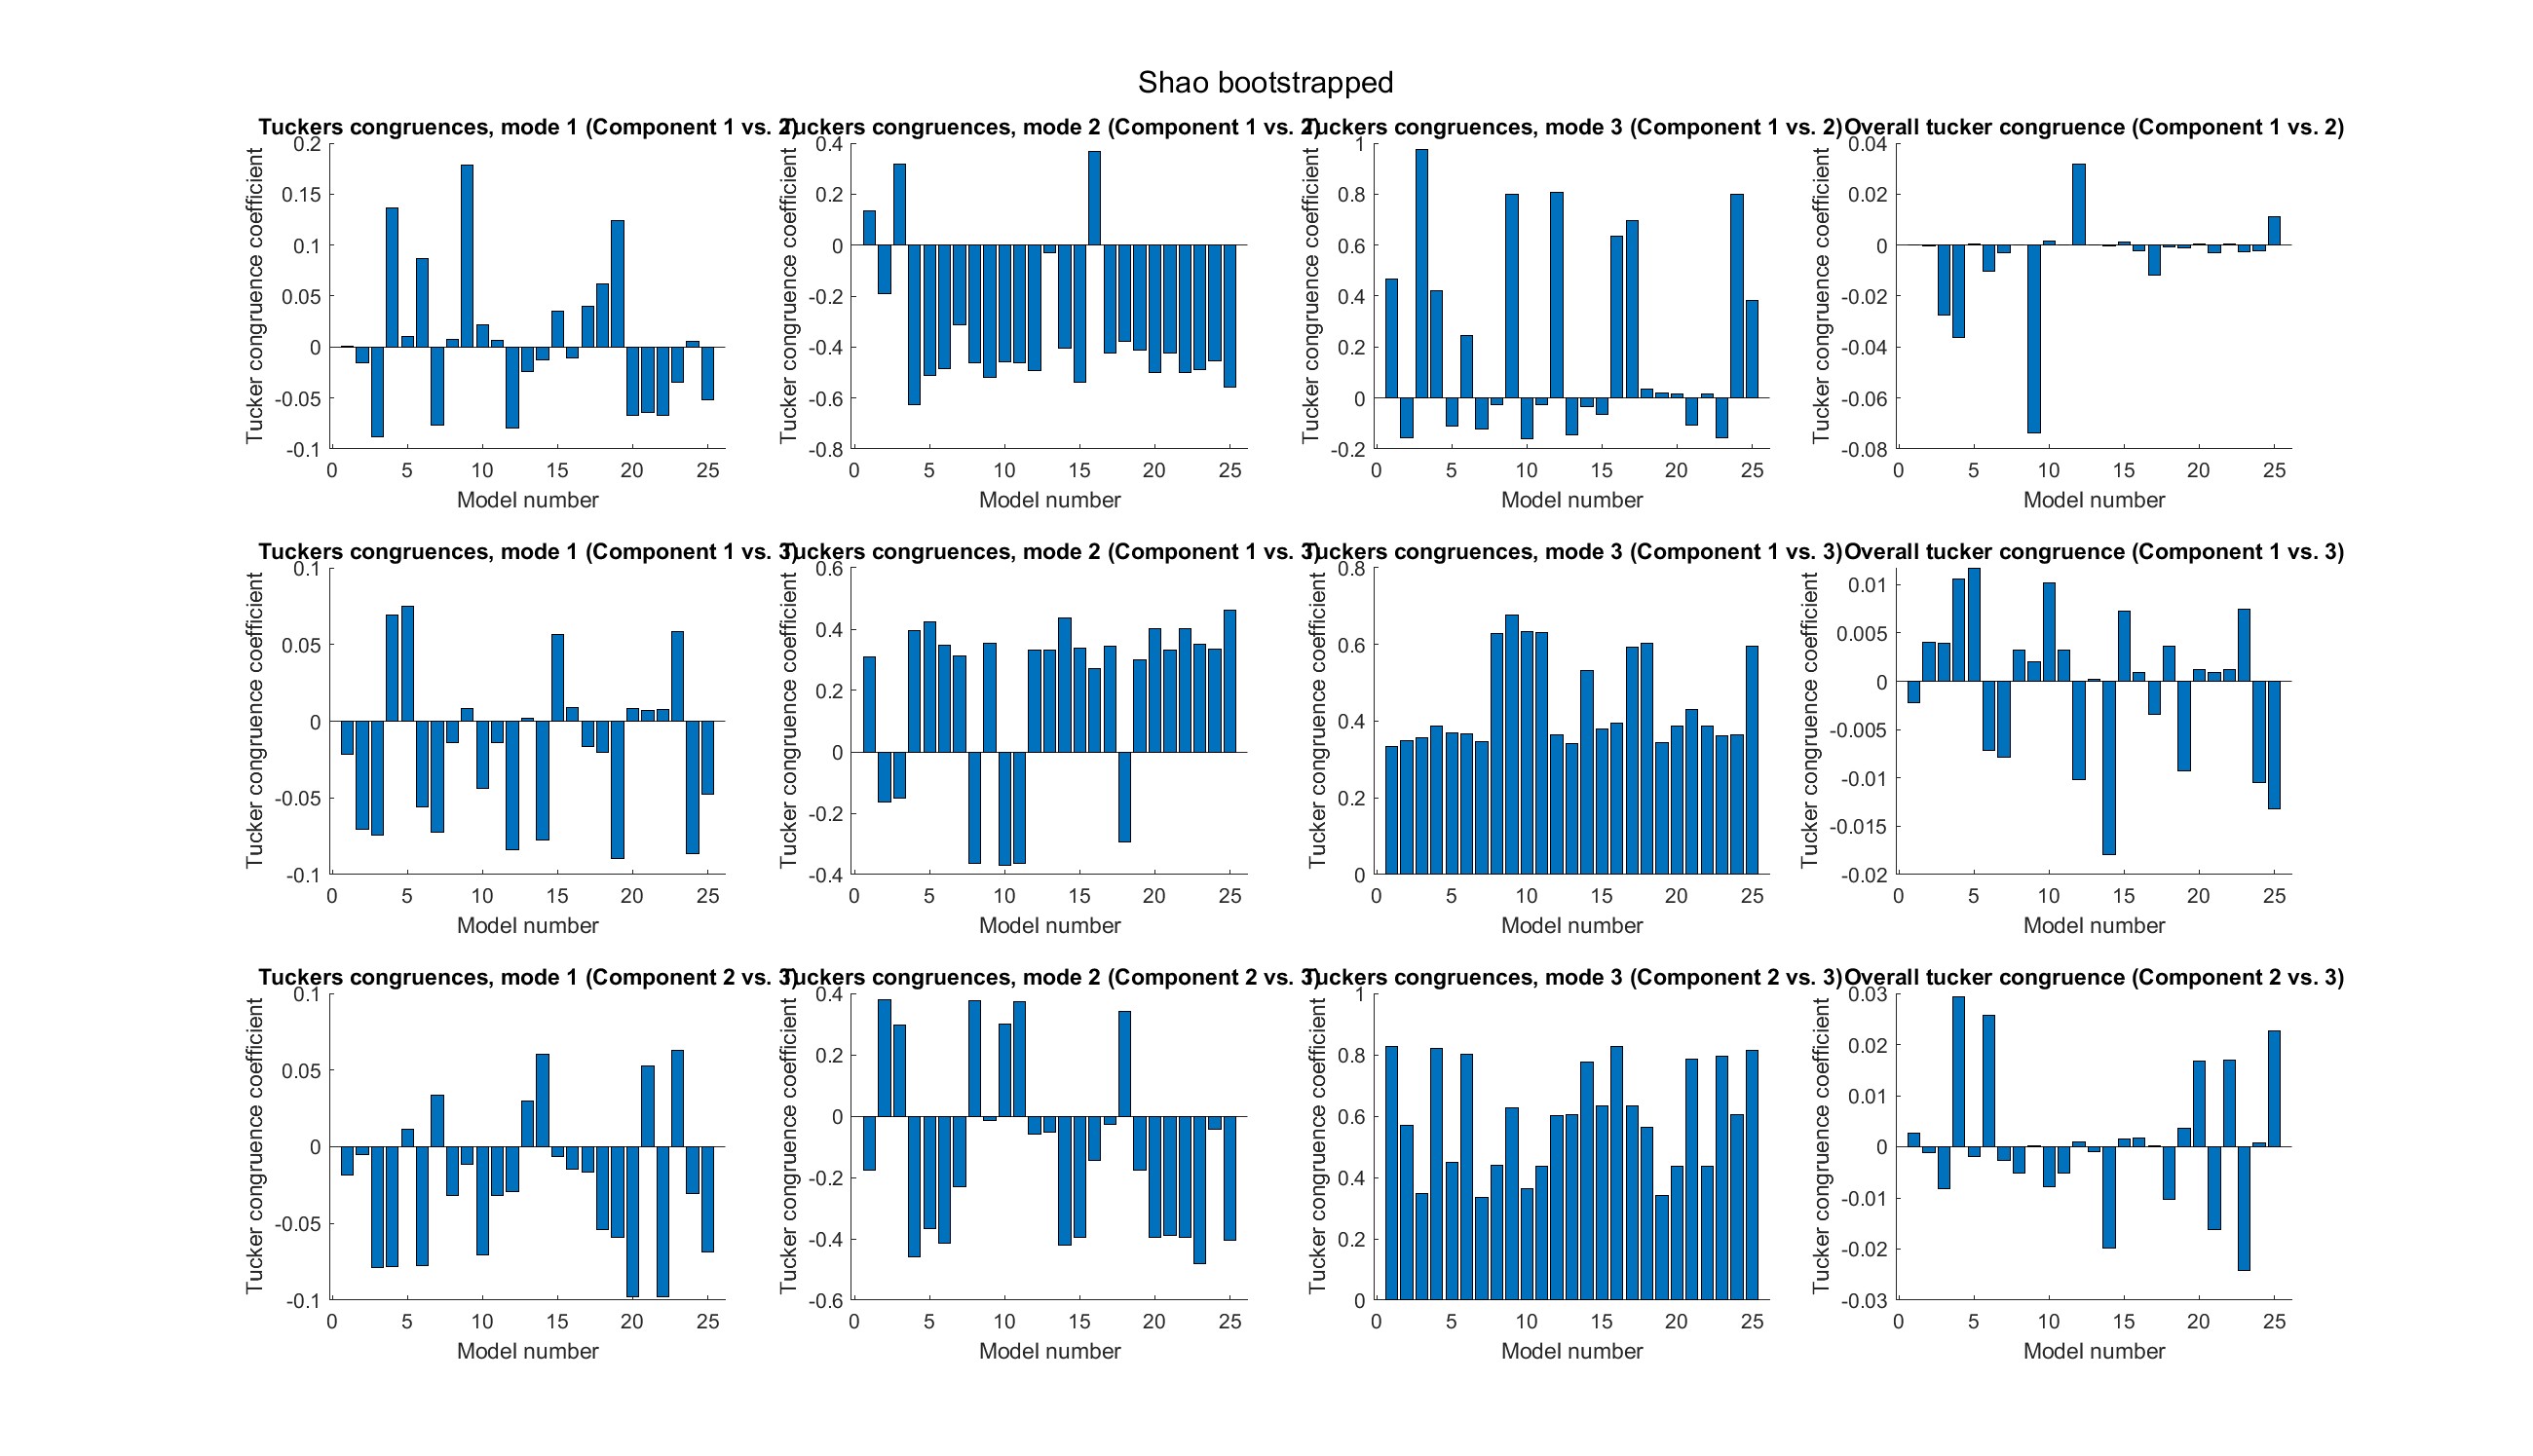 Shao bootstrapped
Tuckers congruences, mode 1 (Component 1 vs. 2)
Tucker congruence coefficient
0.2
0.15
0.1
0.05
0
-0.05
-0.1
0 5 10 15 20 25
Model number
Tuckers congruences, mode 2 (Component 1 vs. 2)
Tucker congruence coefficient
0.4
0.2
0
-0.2
-0.4
-0.6
-0.8
0 5 10 15 20 25
Model number
Tuckers congruences, mode 3 (Component 1 vs. 2)
Tucker congruence coefficient
1
0.8
0.6
0.4
0.2
0
-0.2
0 5 10 15 20 25
Model number
Overall tucker congruence (Component 1 vs. 2)
Tucker congruence coefficient
0.04
0.02
0
-0.02
-0.04
-0.06
-0.08
0 5 10 15 20 25
Model number
Tuckers congruences, mode 1 (Component 1 vs. 3)
Tucker congruence coefficient
0.1
0.05
0
-0.05
-0.1
0 5 10 15 20 25
Model number
Tuckers congruences, mode 2 (Component 1 vs. 3)
Tucker congruence coefficient
0.6
0.4
0.2
0
-0.2
-0.4
0 5 10 15 20 25
Model number
Tuckers congruences, mode 3 (Component 1 vs. 3)
Tucker congruence coefficient
0.8
0.6
0.4
0.2
0
0 5 10 15 20 25
Model number
Overall tucker congruence (Component 1 vs. 3)
Tucker congruence coefficient
0.01
0.005
0
-0.005
-0.01
-0.015
-0.02
0 5 10 15 20 25
Model number
Tuckers congruences, mode 1 (Component 2 vs. 3)
Tucker congruence coefficient
0.1
0.05
0
-0.05
-0.1
0 5 10 15 20 25
Model number
Tuckers congruences, mode 2 (Component 2 vs. 3)
Tucker congruence coefficient
0.4
0.2
0
-0.2
-0.4
-0.6
0 5 10 15 20 25
Model number
Tuckers congruences, mode 3 (Component 2 vs. 3)
Tucker congruence coefficient
1
0.8
0.6
0.4
0.2
0
0 5 10 15 20 25
Model number
Overall tucker congruence (Component 2 vs. 3)
Tucker congruence coefficient
0.03
0.02
0.01
0
-0.01
-0.02
-0.03
0 5 10 15 20 25
Model number